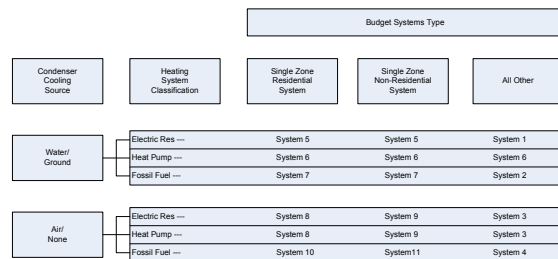 Budget Systems Type
Condenser
Cooling
Source
Heating
System
Classification
Single Zone
Residential
System
Single Zone
Non-Residential
System
All Other
Water/
Ground
Electric Res --- System 5 System 5 System 1
Heat Pump --- System 6 System 6 System 6
Fossil Fuel --- System 7 System 7 System 2
Air/
None
Electric Res --- System 8 System 9 System 3
Heat Pump --- System 8 System 9 System 3
Fossil Fuel --- System 10 System11 System 4